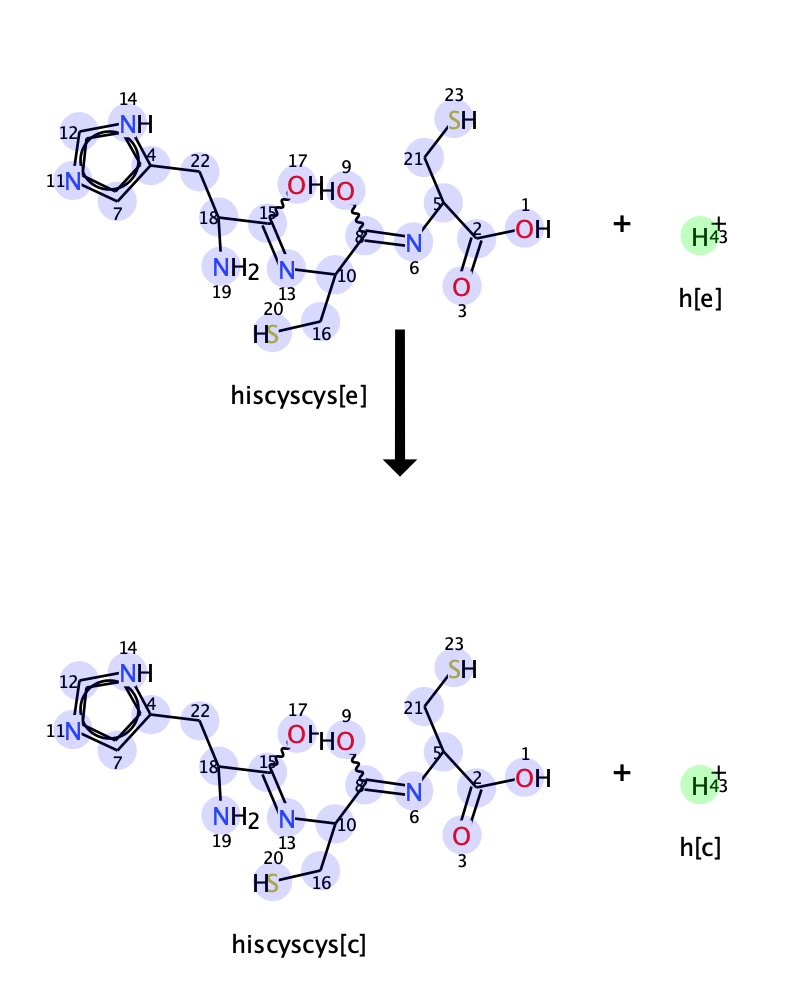 23
SH
14
NH
12
4
22
17
OH
9
HO
21
11
N
7
18
15
5
1
OH
8
2
+
H
+
43
N
6
NH2
19
N
13
10
O
3
h[e]
20
HS
16
hiscyscys[e]
23
SH
14
NH
12
4
22
17
OH
9
HO
21
11
N
7
18
15
5
1
OH
8
2
+
H
+
43
N
6
NH2
19
N
13
10
O
3
h[c]
20
HS
16
hiscyscys[c]